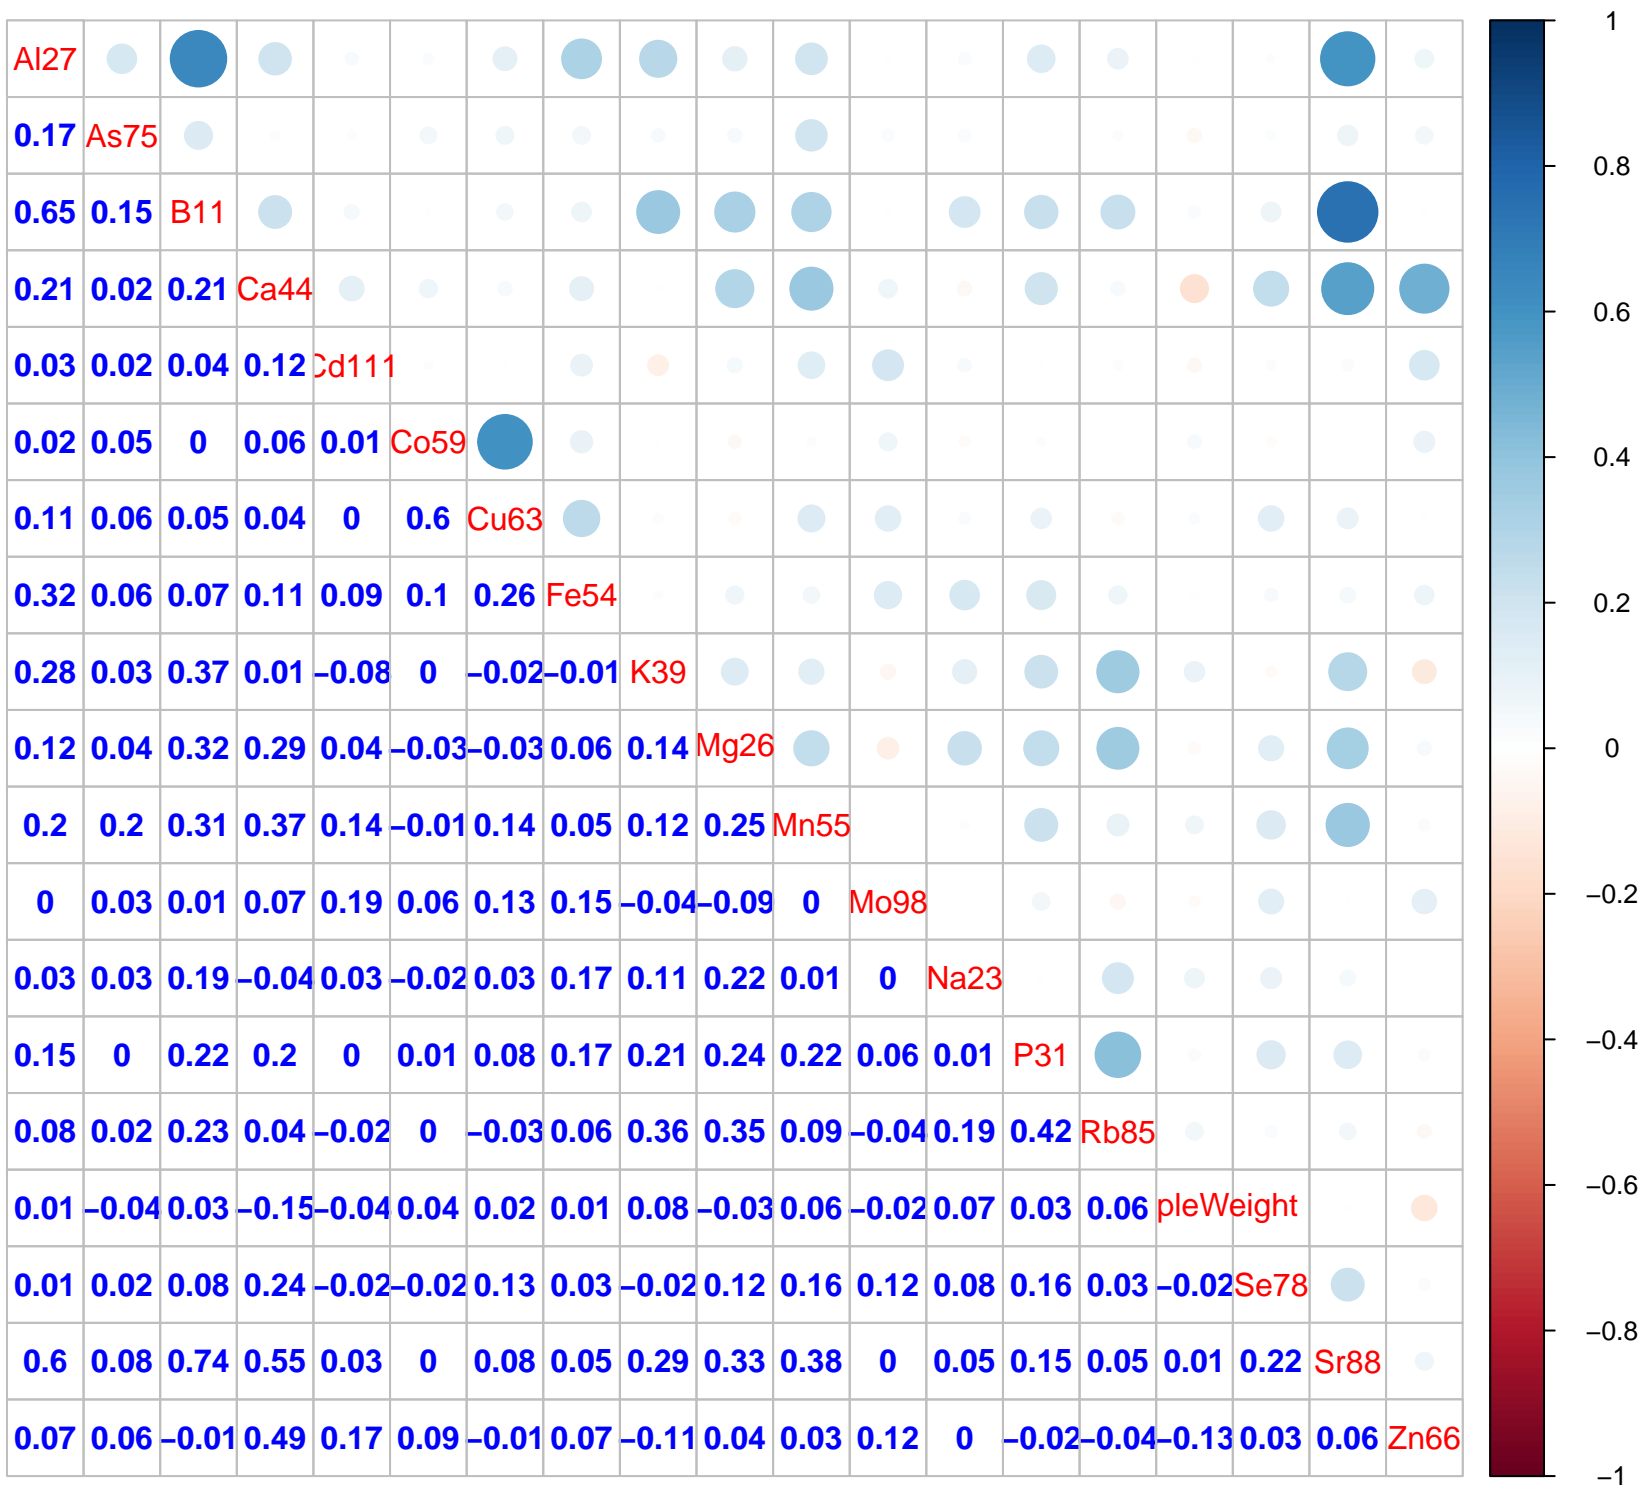 Al27
0.17 As75
0.65 0.15 B11
0.21 0.02 0.21 Ca44
0.03 0.02 0.04 0.12 Cd111
0.02 0.05 0 0.06 0.01 Co59
0.11 0.06 0.05 0.04 0 0.6 Cu63
0.32 0.06 0.07 0.11 0.09 0.1 0.26 Fe54
0.28 0.03 0.37 0.01 −0.08 0 −0.02 −0.01 K39
0.12 0.04 0.32 0.29 0.04 −0.03 −0.03 0.06 0.14 Mg26
0.2 0.2 0.31 0.37 0.14 −0.01 0.14 0.05 0.12 0.25 Mn55
0 0.03 0.01 0.07 0.19 0.06 0.13 0.15 −0.04 −0.09 0 Mo98
0.03 0.03 0.19 −0.04 0.03 −0.02 0.03 0.17 0.11 0.22 0.01 0 Na23
0.15 0 0.22 0.2 0 0.01 0.08 0.17 0.21 0.24 0.22 0.06 0.01 P31
0.08 0.02 0.23 0.04 −0.02 0 −0.03 0.06 0.36 0.35 0.09 −0.04 0.19 0.42 Rb85
0.01 −0.04 0.03 −0.15 −0.04 0.04 0.02 0.01 0.08 −0.03 0.06 −0.02 0.07 0.03 0.06 pleWeight
0.01 0.02 0.08 0.24 −0.02 −0.02 0.13 0.03 −0.02 0.12 0.16 0.12 0.08 0.16 0.03 −0.02 Se78
0.6 0.08 0.74 0.55 0.03 0 0.08 0.05 0.29 0.33 0.38 0 0.05 0.15 0.05 0.01 0.22 Sr88
0.07 0.06 −0.01 0.49 0.17 0.09 −0.01 0.07 −0.11 0.04 0.03 0.12 0 −0.02 −0.04 −0.13 0.03 0.06 Zn66
1
0.8
0.6
0.4
0.2
0
−0.2
−0.4
−0.6
−0.8
−1